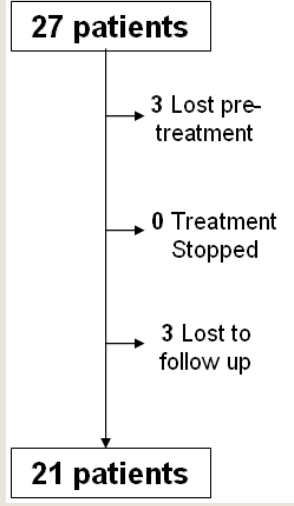 27 patients
3 Lost pre-
treatment
0 Treatment
Stopped
3 Lost to
follow up
21 patients